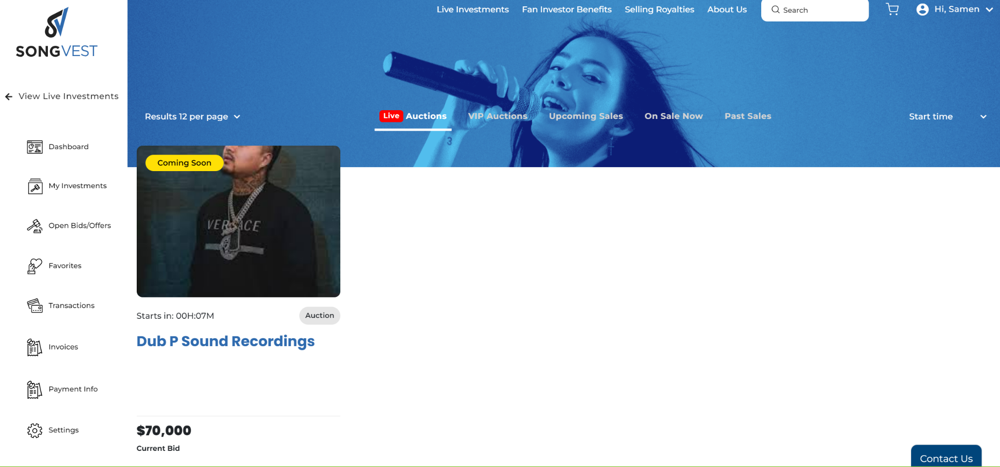 SONGVEST
Live Investments
Fan Investor Benefits
Selling Royalties
About Us
Search
Hi, Samen
View Live Investments
Results 12 per page
Live Auctions
VIP Auctions
Upcoming Sales
On Sale Now
Past Sales
Start time
3
Dashboard
My Investments
Open Bids/Offers
Favorites
Transactions
Invoices
Payment Info
Settings
Coming Soon
VERSACE
Starts in: 00H:07M
Auction
Dub P Sound Recordings
$70,000
Current Bid
Contact Us